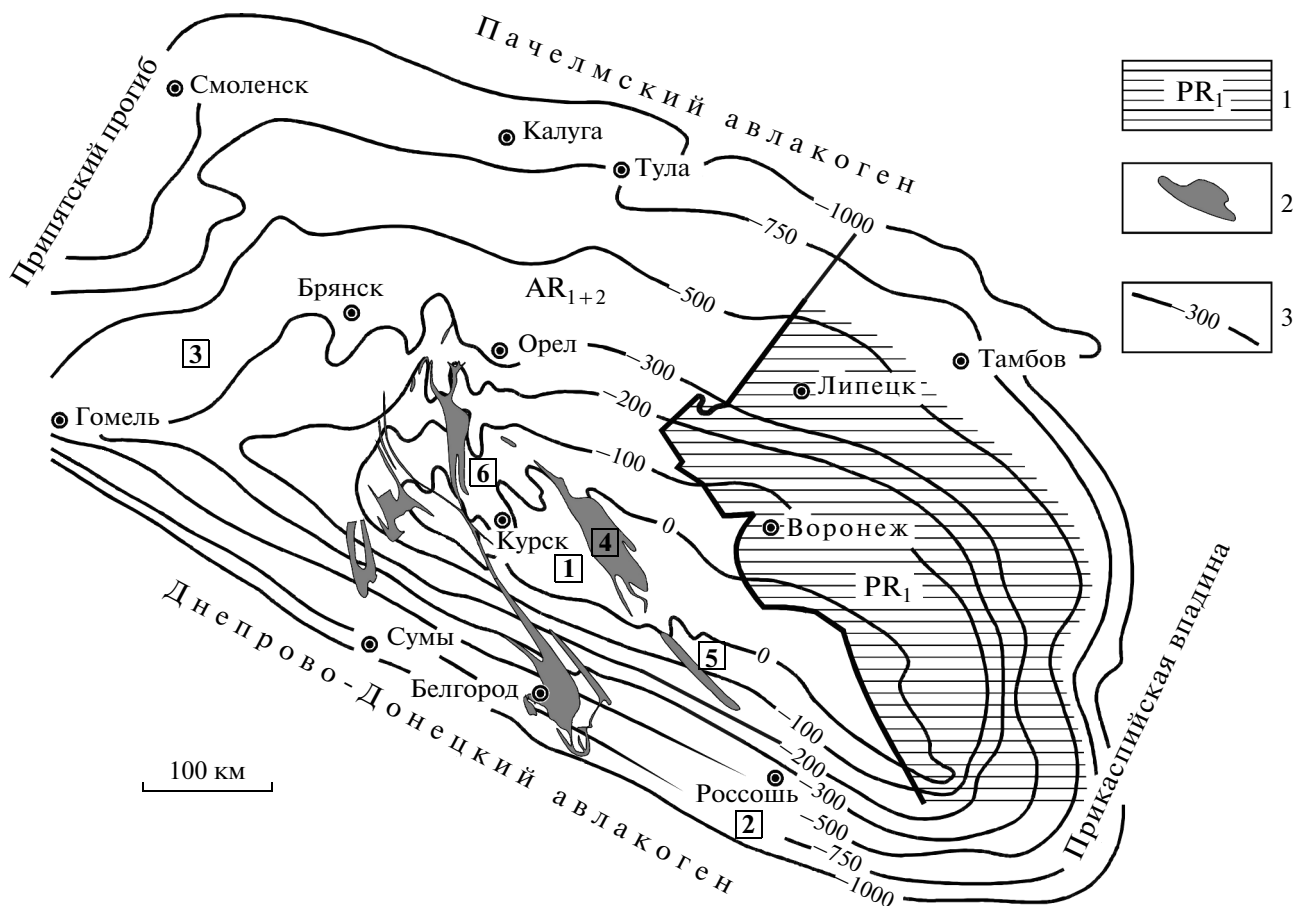 Пачелмский авлакоген
Припятский прогиб
Смоленск
Калуга
Тула
PR1
1
2
−300
3
−1000
−750
−500
Брянск
AR1+2
Орел
−300
Тамбов
3
Липецк
−200
Гомель
−100
6
0
Воронеж
Курск
4
1
PR1
Днепрово-Донецкий авлакоген
Сумы
5
0
Белгород
−100
−200
100 км
Россошь
−300
2
−500
−750
−1000
Прикаспийская впадина